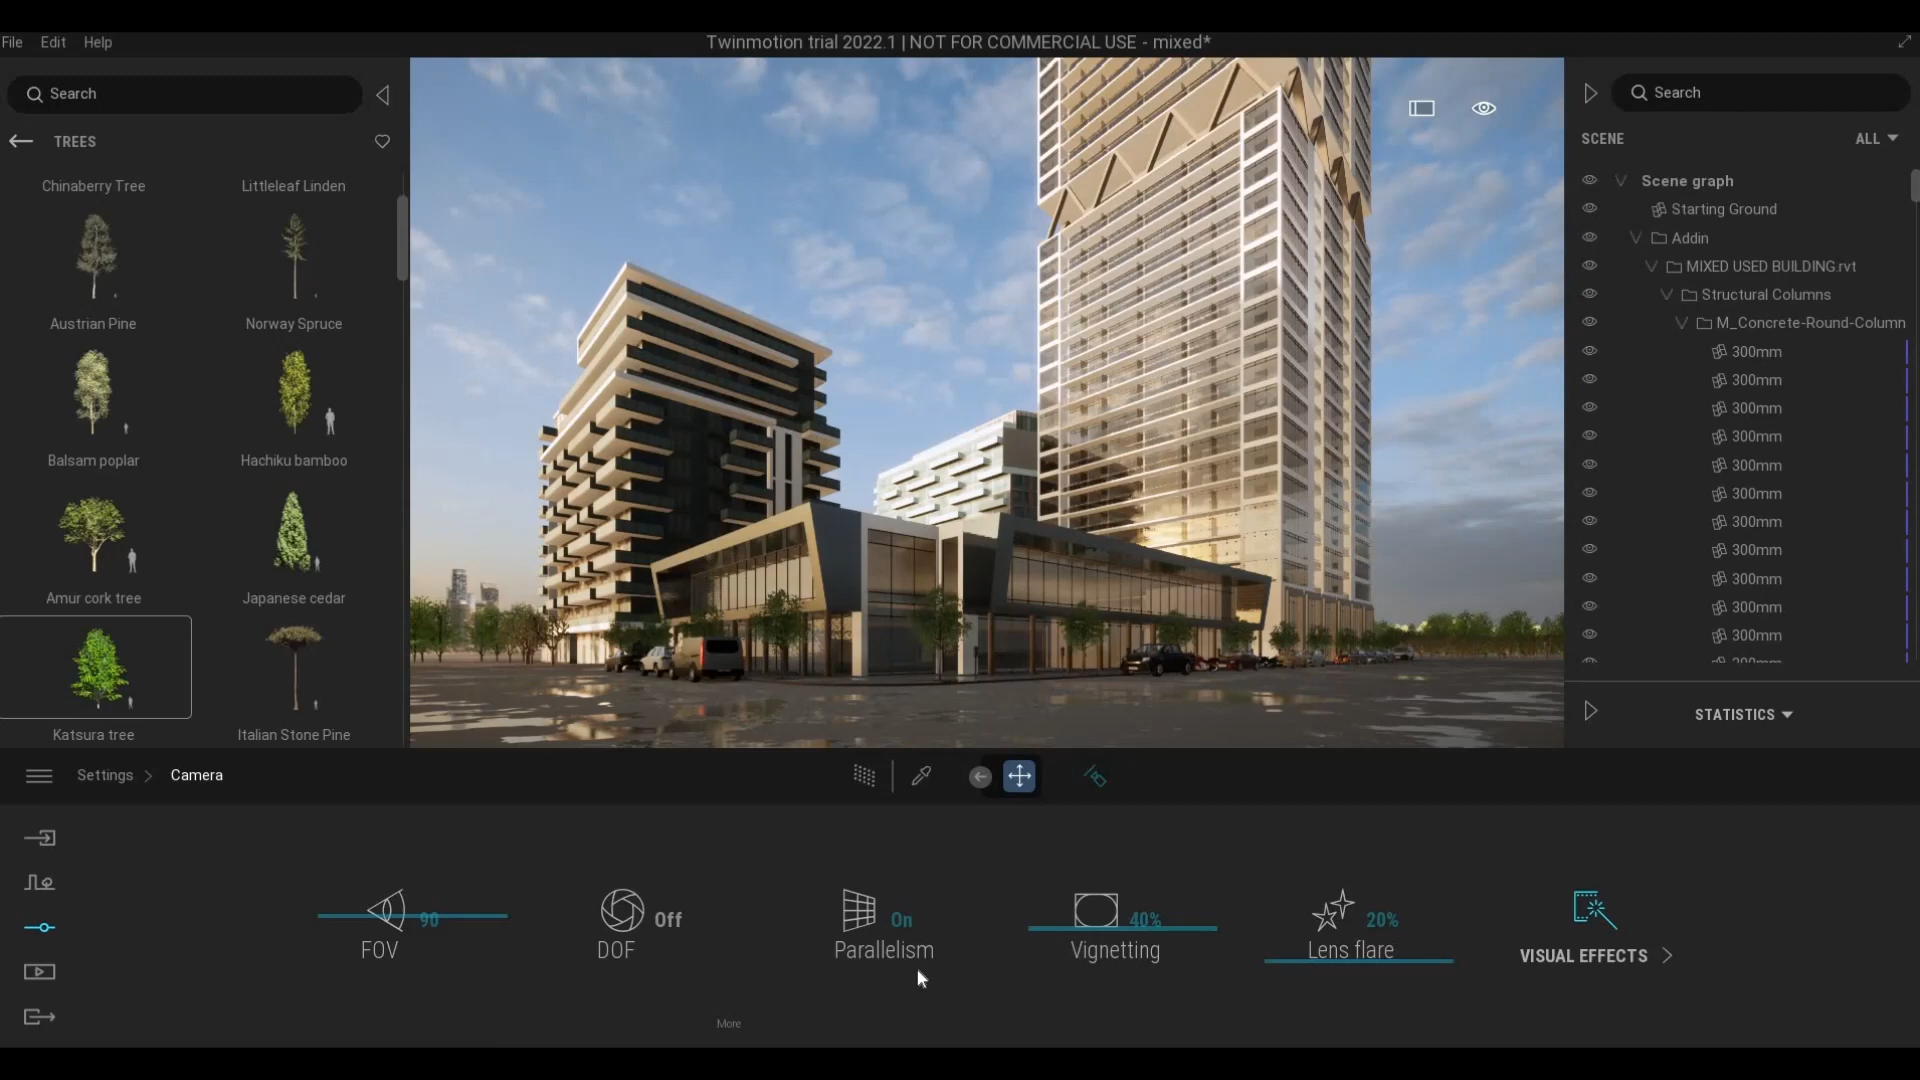 File Edit Help
Twinmotion trial 2022.1 | NOT FOR COMMERCIAL USE - mixed*
Search
TREES
Chinaberry Tree Littleleaf Linden
Austrian Pine Norway Spruce
Balsam poplar Hachiku bamboo
Amur cork tree Japanese cedar
Katsura tree Italian Stone Pine
Search
SCENE ALL
Scene graph
Starting Ground
Addin
MIXED USED BUILDING.rvt
Structural Columns
M_Concrete-Round-Column
300mm
300mm
300mm
300mm
300mm
300mm
300mm
300mm
300mm
300mm
300mm
STATISTICS
Settings Camera
90 Off On 40% 20%
FOV DOF Parallelism Vignetting Lens flare VISUAL EFFECTS
More